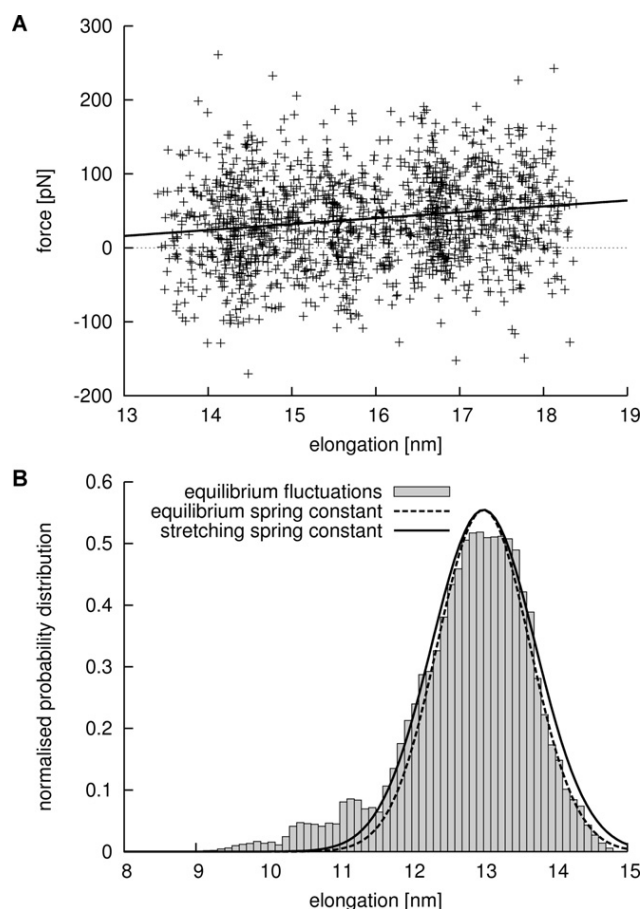 A
300
200
100
0
-100
-200
force [pN]
13 14 15 16 17 18 19
elongation [nm]
B
0.6
0.5
0.4
0.3
0.2
0.1
0
normalised probability distribution
equilibrium fluctuations
equilibrium spring constant
stretching spring constant
8 9 10 11 12 13 14 15
elongation [nm]